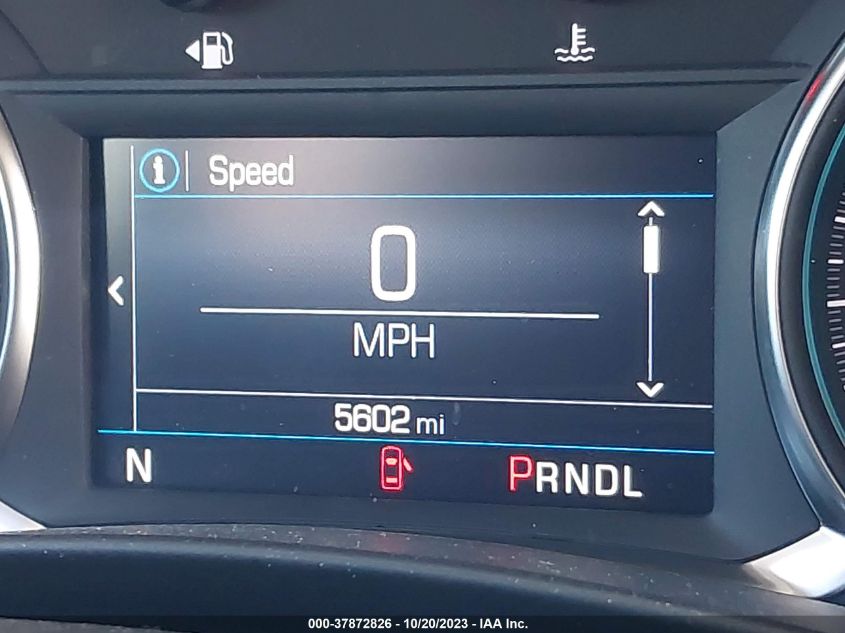 Speed
0
MPH
5602 mi
N PRNDL
000-37872826 - 10/20/2023 - IAA Inc.